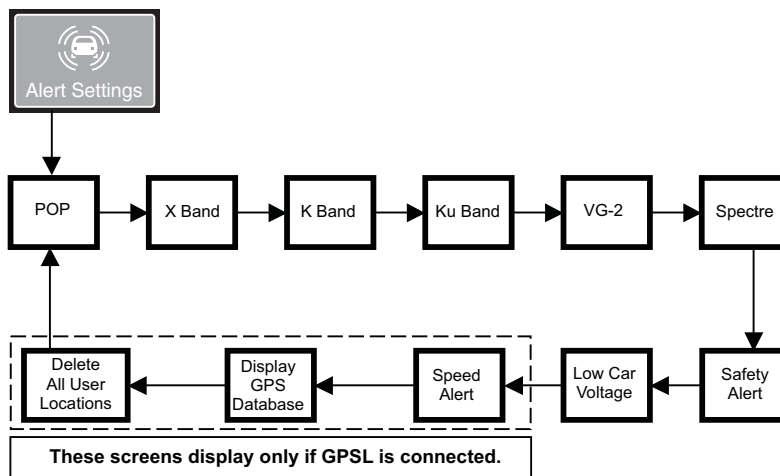 Alert Settings
POP
X Band
K Band
Ku Band
VG-2
Spectre
Delete
All User
Locations
Display
GPS
Database
Speed
Alert
Low Car
Voltage
Safety
Alert
These screens display only if GPSL is connected.